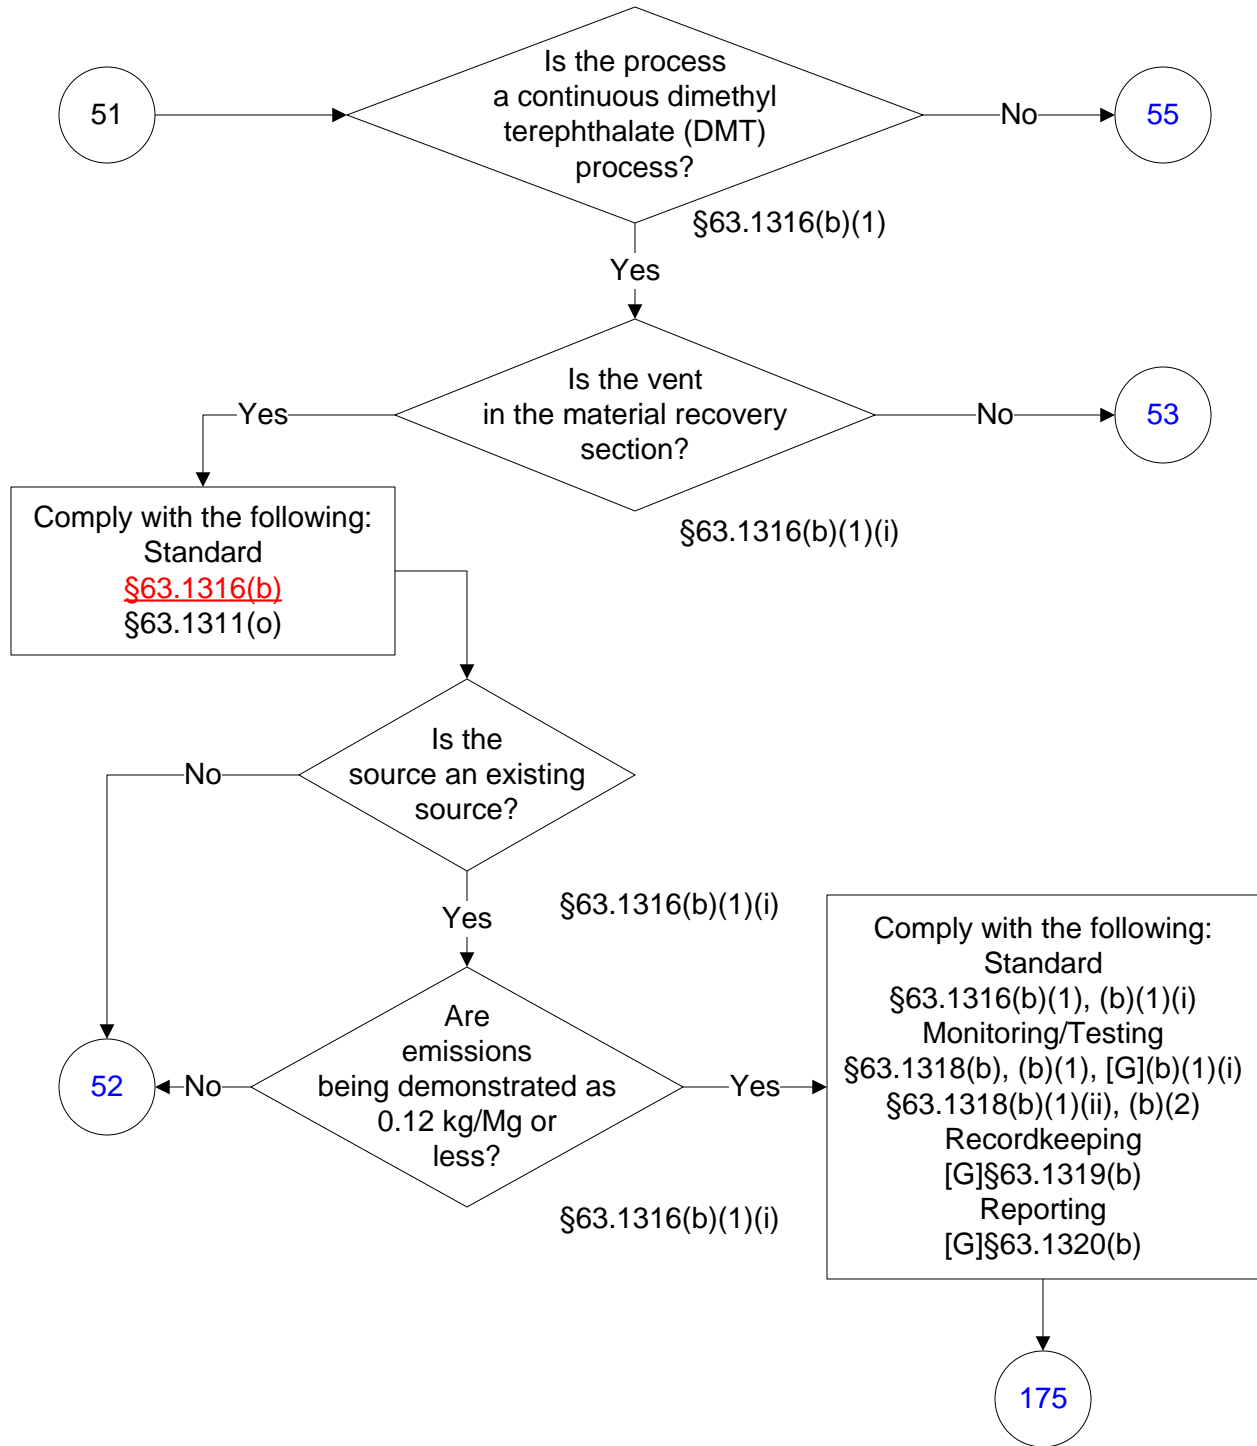 51
Is the process
a continuous dimethyl
terephthalate (DMT)
process?
No
55
§63.1316(b)(1)
Yes
Is the vent
in the material recovery
section?
Yes
No
53
§63.1316(b)(1)(i)
Comply with the following:
Standard
§63.1316(b)
§63.1311(o)
Is the
source an existing
source?
No
Yes
§63.1316(b)(1)(i)
Are
emissions
being demonstrated as
0.12 kg/Mg or
less?
52
No
Yes
§63.1316(b)(1)(i)
Comply with the following:
Standard
§63.1316(b)(1), (b)(1)(i)
Monitoring/Testing
§63.1318(b), (b)(1), [G](b)(1)(i)
§63.1318(b)(1)(ii), (b)(2)
Recordkeeping
[G]§63.1319(b)
Reporting
[G]§63.1320(b)
175